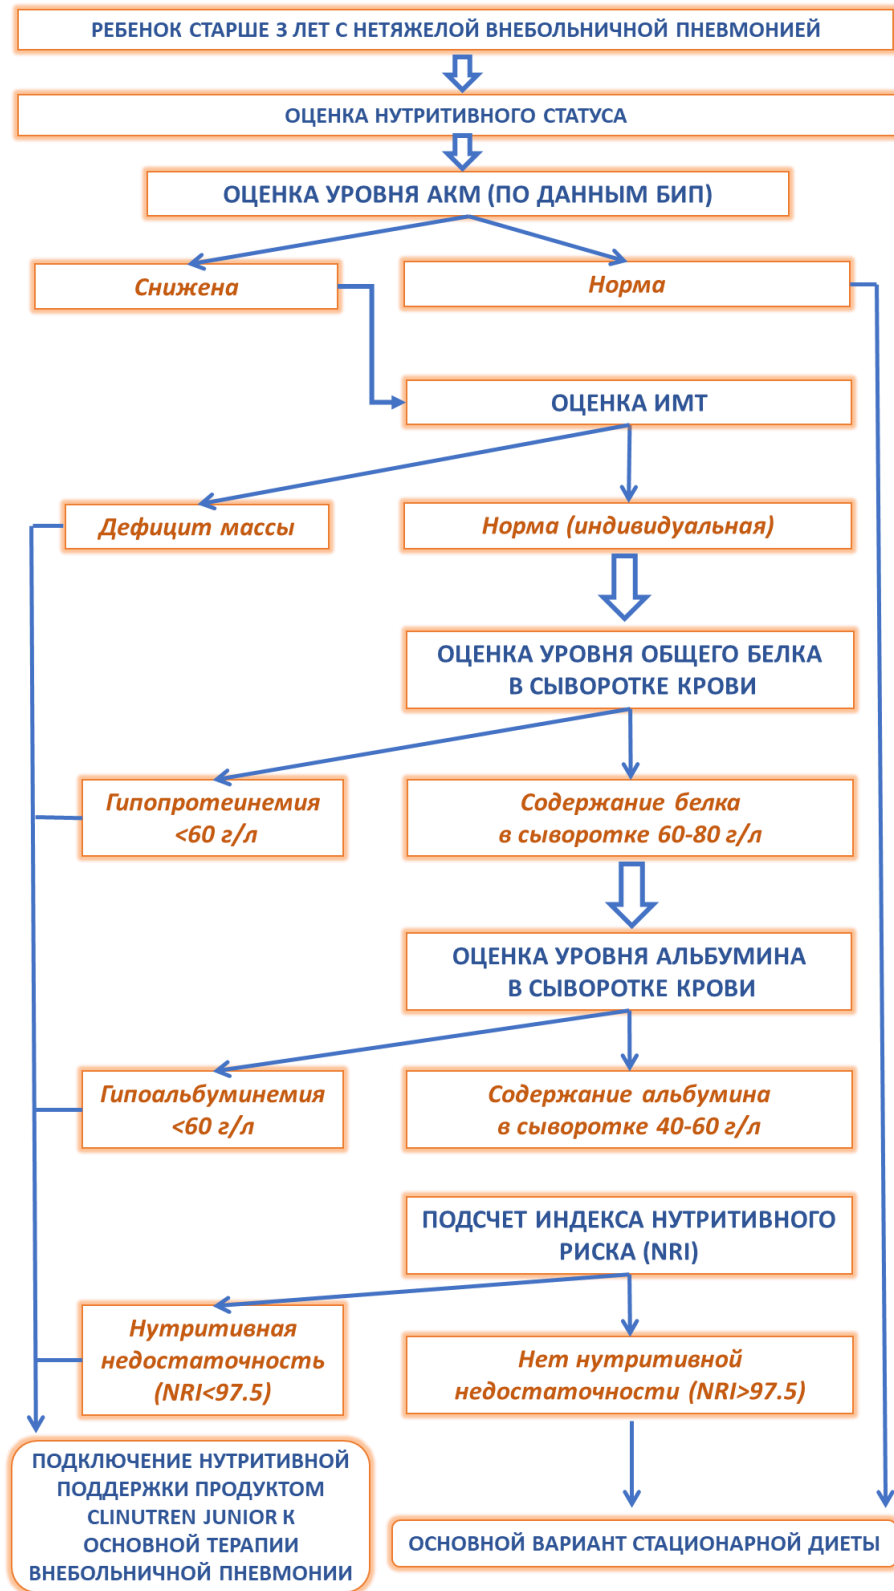 РЕБЕНОК СТАРШЕ 3 ЛЕТ С НЕТЯЖЕЛОЙ ВНЕБОЛЬНИЧНОЙ ПНЕВМОНИЕЙ
ОЦЕНКА НУТРИТИВНОГО СТАТУСА
ОЦЕНКА УРОВНЯ АКМ (ПО ДАННЫМ БИП)
Снижена
Норма
ОЦЕНКА ИМТ
Дефицит массы
Норма (индивидуальная)
ОЦЕНКА УРОВНЯ ОБЩЕГО БЕЛКА
В СЫВОРОТКЕ КРОВИ
Гипопротеинемия
<60 г/л
Содержание белка
в сыворотке 60-80 г/л
ОЦЕНКА УРОВНЯ АЛЬБУМИНА
В СЫВОРОТКЕ КРОВИ
Гипоальбуминемия
<60 г/л
Содержание альбумина
в сыворотке 40-60 г/л
ПОДСЧЕТ ИНДЕКСА НУТРИТИВНОГО
РИСКА (NRI)
Нутритивная
недостаточность
(NRI<97.5)
Нет нутритивной
недостаточности (NRI>97.5)
ПОДКЛЮЧЕНИЕ НУТРИТИВНОЙ
ПОДДЕРЖКИ ПРОДУКТОМ
CLINUTREN JUNIOR К
ОСНОВНОЙ ТЕРАПИИ
ВНЕБОЛЬНИЧНОЙ ПНЕВМОНИИ
ОСНОВНОЙ ВАРИАНТ СТАЦИОНАРНОЙ ДИЕТЫ